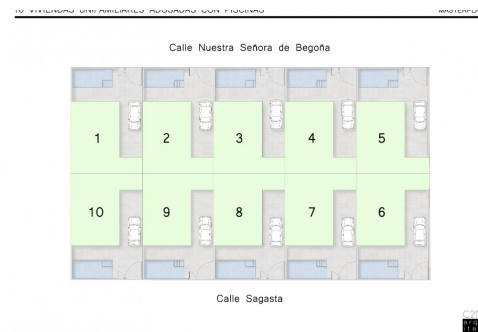 10 VIVIENDAS UNIFAMILIARES ADOSADAS CON PISCINAS
Calle Nuestra Señora de Begoña
1 2 3 4 5
10 9 8 7 6
Calle Sagasta